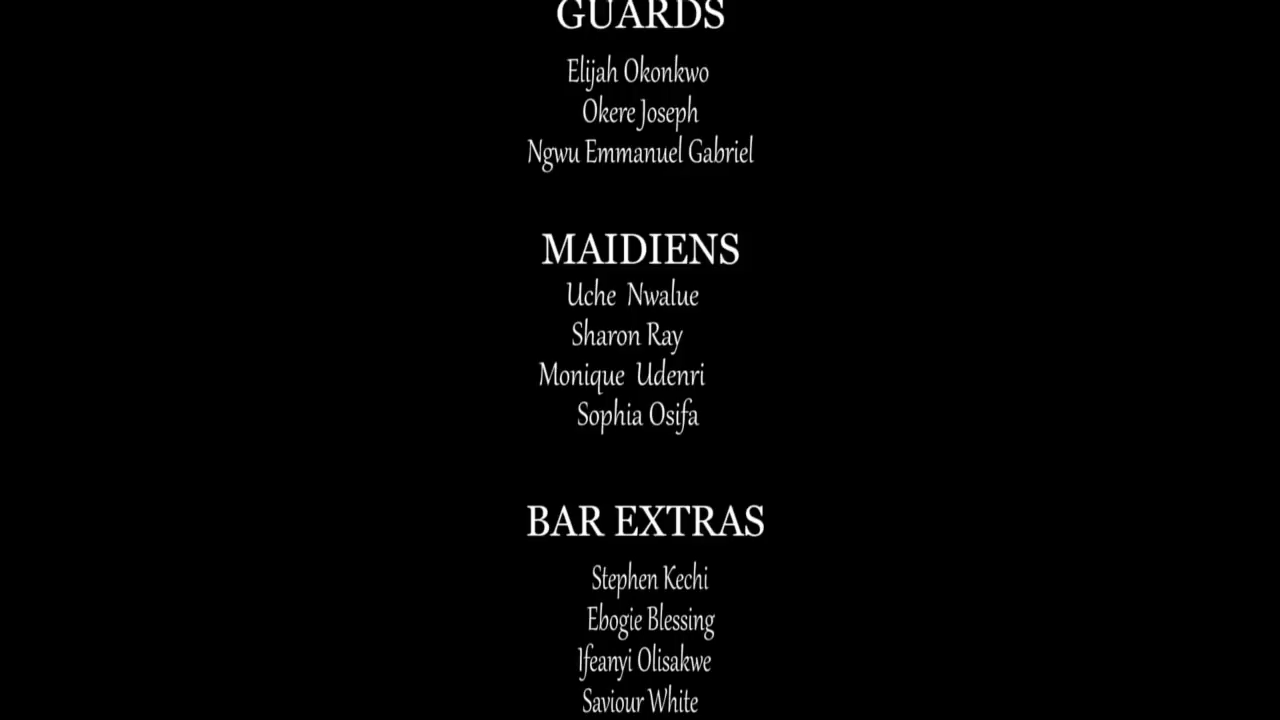 GUARDS
Elijah Okonkwo
Okere Joseph
Ngwu Emmanuel Gabriel
MAIDIENS
Uche Nwalue
Sharon Ray
Monique Udenri
Sophia Osifa
BAR EXTRAS
Stephen Kechi
Ebogie Blessing
Ifeanyi Olisakwe
Saviour White